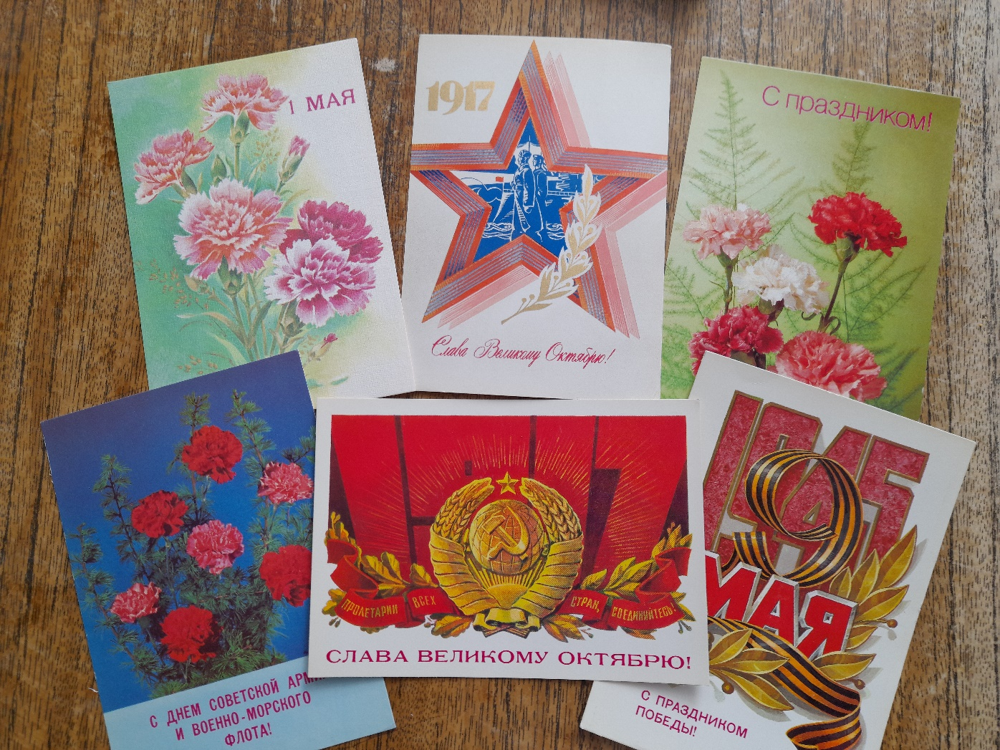 1 МАЯ
1917
Слава Великому Октябрю!
С праздником!
С ДНЕМ СОВЕТСКОЙ
И ВОЕННО-МОРСКОГО
ФЛОТА!
ПРОЛЕТАРИИ ВСЕХ СТРАН, СОЕДИНЯЙТЕСЬ!
СЛАВА ВЕЛИКОМУ ОКТЯБРЮ!
1945
9
МАЯ
С ПРАЗДНИКОМ
ПОБЕДЫ!